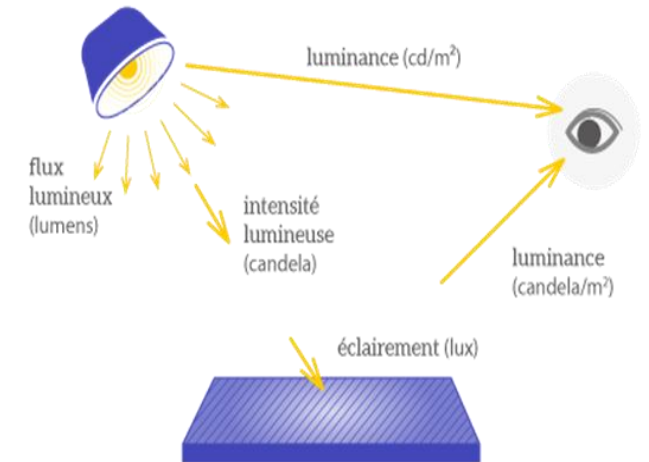 luminance (cd/m²)
flux
lumineux
(lumens)
intensité
lumineuse
(candela)
luminance
(candela/m²)
éclairement (lux)